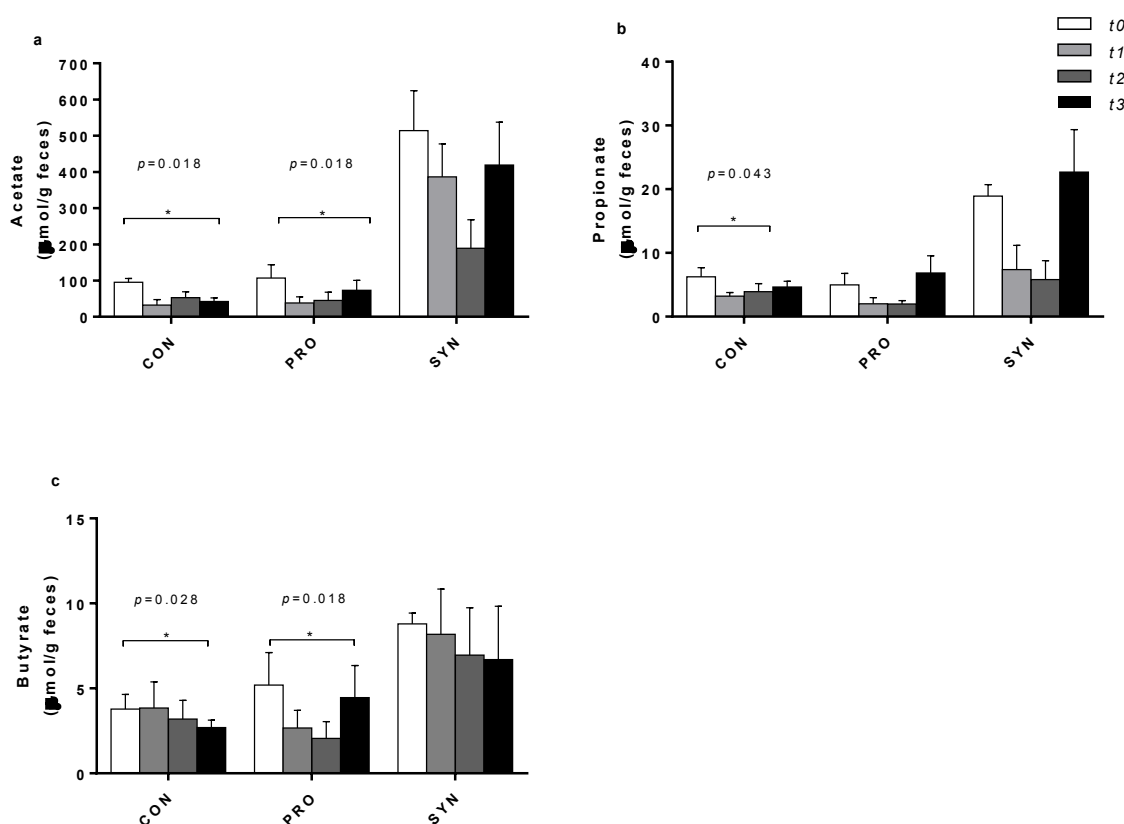 a
700
600
500
400
300
200
100
0
Acetate
mol/g feces)
p=0.018
*
p=0.018
*
CON
PRO
SYN
b
40
30
20
10
0
Propionate
mol/g feces)
p=0.043
*
CON
PRO
SYN
t0
t1
t2
t3
c
15
10
5
0
Butyrate
mol/g feces)
p=0.028
*
p=0.018
*
CON
PRO
SYN